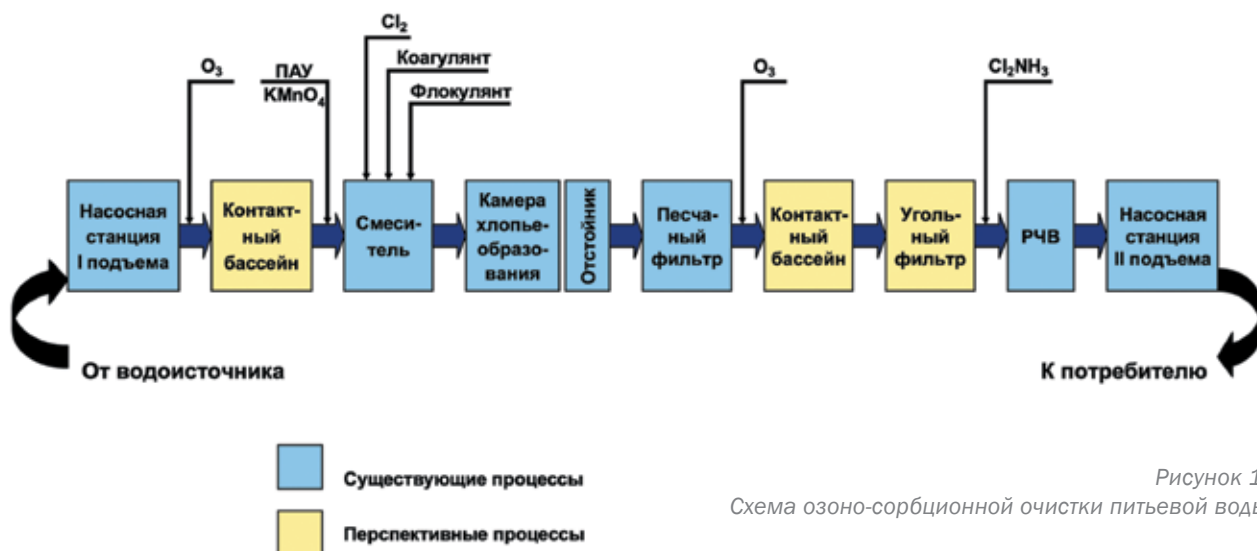 O₃
ПАУ
KMnO₄
Cl₂
Коагулянт
Флокулянт
O₃
Cl₂NH₃
Насосная
станция
I подъема
Контакт-
ный
бассейн
Смеси-
тель
Камера
хлопье-
образо-
вания
Отстойник
Песча-
ный
фильтр
Контакт-
ный
бассейн
Уголь-
ный
фильтр
РЧВ
Насосная
станция
II подъема
От водоисточника
К потребителю
Существующие процессы
Перспективные процессы
Рисунок 1
Схема озоно-сорбционной очистки питьевой воды